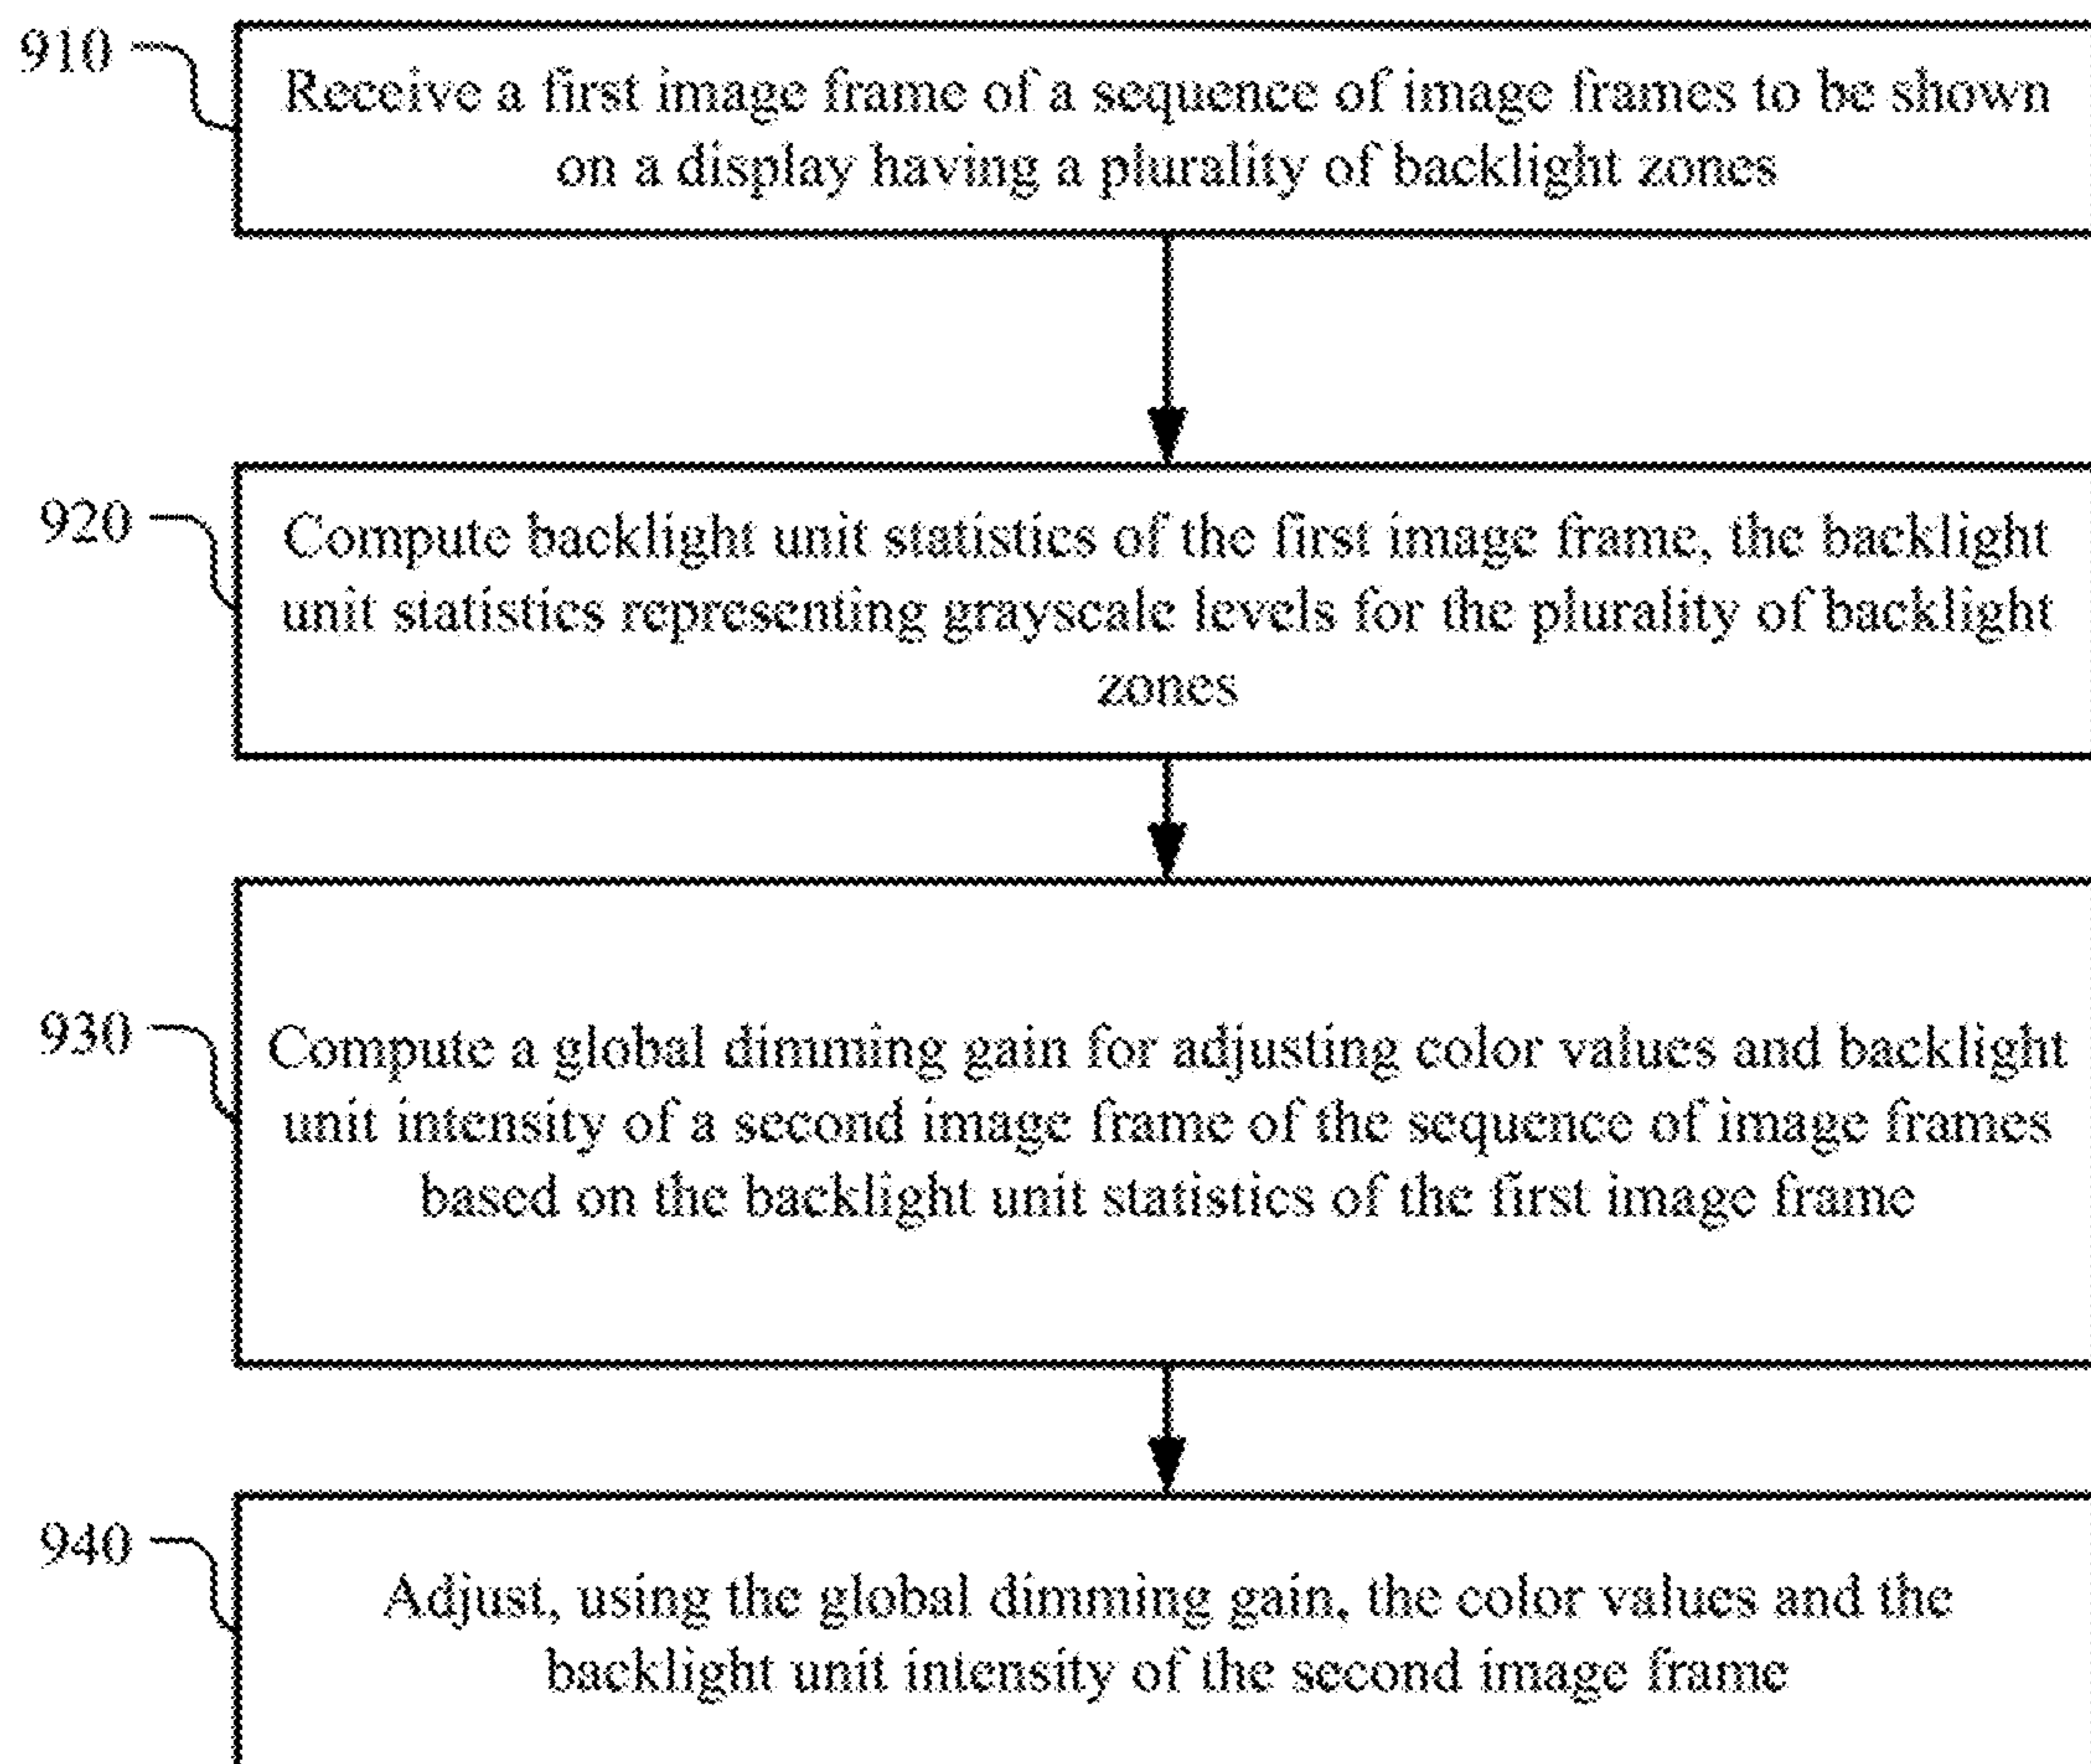 910
Receive a first image frame of a sequence of image frames to be shown
on a display having a plurality of backlight zones
920
Compute backlight unit statistics of the first image frame, the backlight
unit statistics representing grayscale levels for the plurality of backlight
zones
930
Compute a global dimming gain for adjusting color values and backlight
unit intensity of a second image frame of the sequence of image frames
based on the backlight unit statistics of the first image frame
940
Adjust, using the global dimming gain, the color values and the
backlight unit intensity of the second image frame